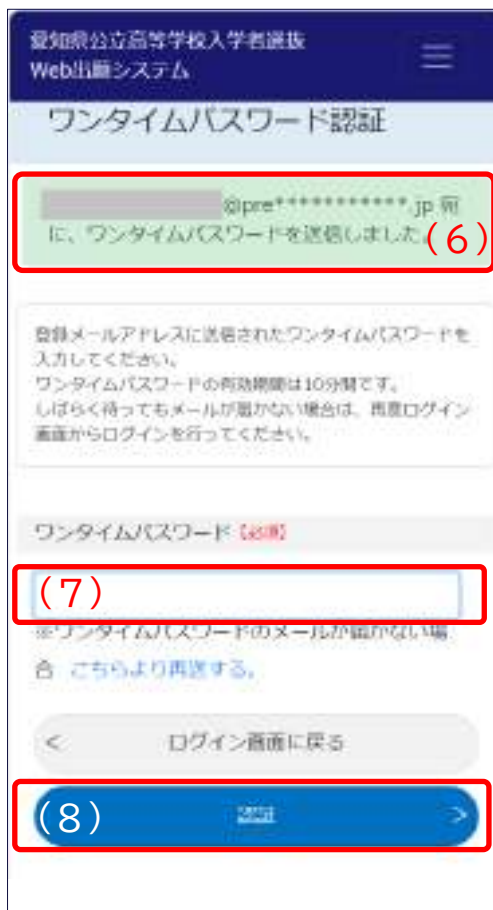 愛知県公立高等学校入学者選抜
Web出願システム
ワンタイムパスワード認証
@pre***********.jp 宛
に、ワンタイムパスワードを送信しました。
(6)
登録メールアドレスに送信されたワンタイムパスワードを
入力してください。
ワンタイムパスワードの有効期間は10分間です。
しばらく待ってもメールが届かない場合は、再度ログイン
画面からログインを行ってください。
ワンタイムパスワード【必須】
(7)
※ワンタイムパスワードのメールが届かない場
合 こちらより再送する。
< ログイン画面に戻る
(8) 認証 >